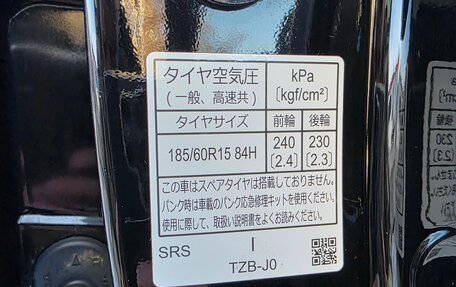 タイヤ空気圧 kPa
(一般、高速共) [kgf/cm²]
タイヤサイズ 前輪 後輪
185/60R15 84H 240 230
[2.4] [2.3]
この車はスペアタイヤは搭載しておりません。
パンク時は車載のパンク応急修理キットを使用してください。
使用に際して、取扱い説明書をよくお読みください。
SRS I
TZB-J0